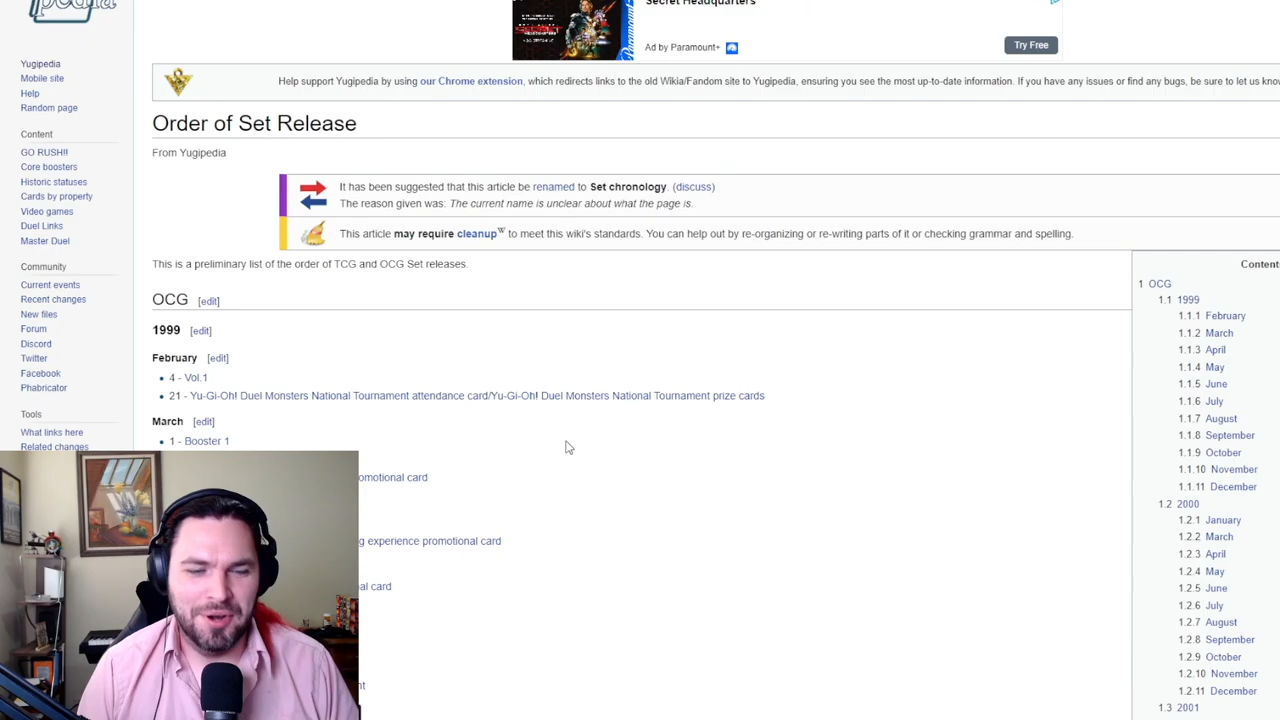 pedia
Secret Headquarters
Ad by Paramount+
Try Free
Yugipedia
Mobile site
Help
Random page
Content
GO RUSH!!
Core boosters
Historic statuses
Cards by property
Video games
Duel Links
Master Duel
Community
Current events
Recent changes
New files
Forum
Discord
Twitter
Facebook
Phabricator
Tools
What links here
Related changes
Help support Yugipedia by using our Chrome extension, which redirects links to the old Wikia/Fandom site to Yugipedia, ensuring you see the most up-to-date information. If you have any issues or find any bugs, be sure to let us know
Order of Set Release
From Yugipedia
It has been suggested that this article be renamed to Set chronology. (discuss)
The reason given was: The current name is unclear about what the page is.
This article may require cleanupW to meet this wiki's standards. You can help out by re-organizing or re-writing parts of it or checking grammar and spelling.
This is a preliminary list of the order of TCG and OCG Set releases.
OCG [edit]
1999 [edit]
February [edit]
• 4 - Vol.1
• 21 - Yu-Gi-Oh! Duel Monsters National Tournament attendance card/Yu-Gi-Oh! Duel Monsters National Tournament prize cards
March [edit]
• 1 - Booster 1
omotional card
g experience promotional card
al card
Contents
1 OCG
1.1 1999
1.1.1 February
1.1.2 March
1.1.3 April
1.1.4 May
1.1.5 June
1.1.6 July
1.1.7 August
1.1.8 September
1.1.9 October
1.1.10 November
1.1.11 December
1.2 2000
1.2.1 January
1.2.2 March
1.2.3 April
1.2.4 May
1.2.5 June
1.2.6 July
1.2.7 August
1.2.8 September
1.2.9 October
1.2.10 November
1.2.11 December
1.3 2001